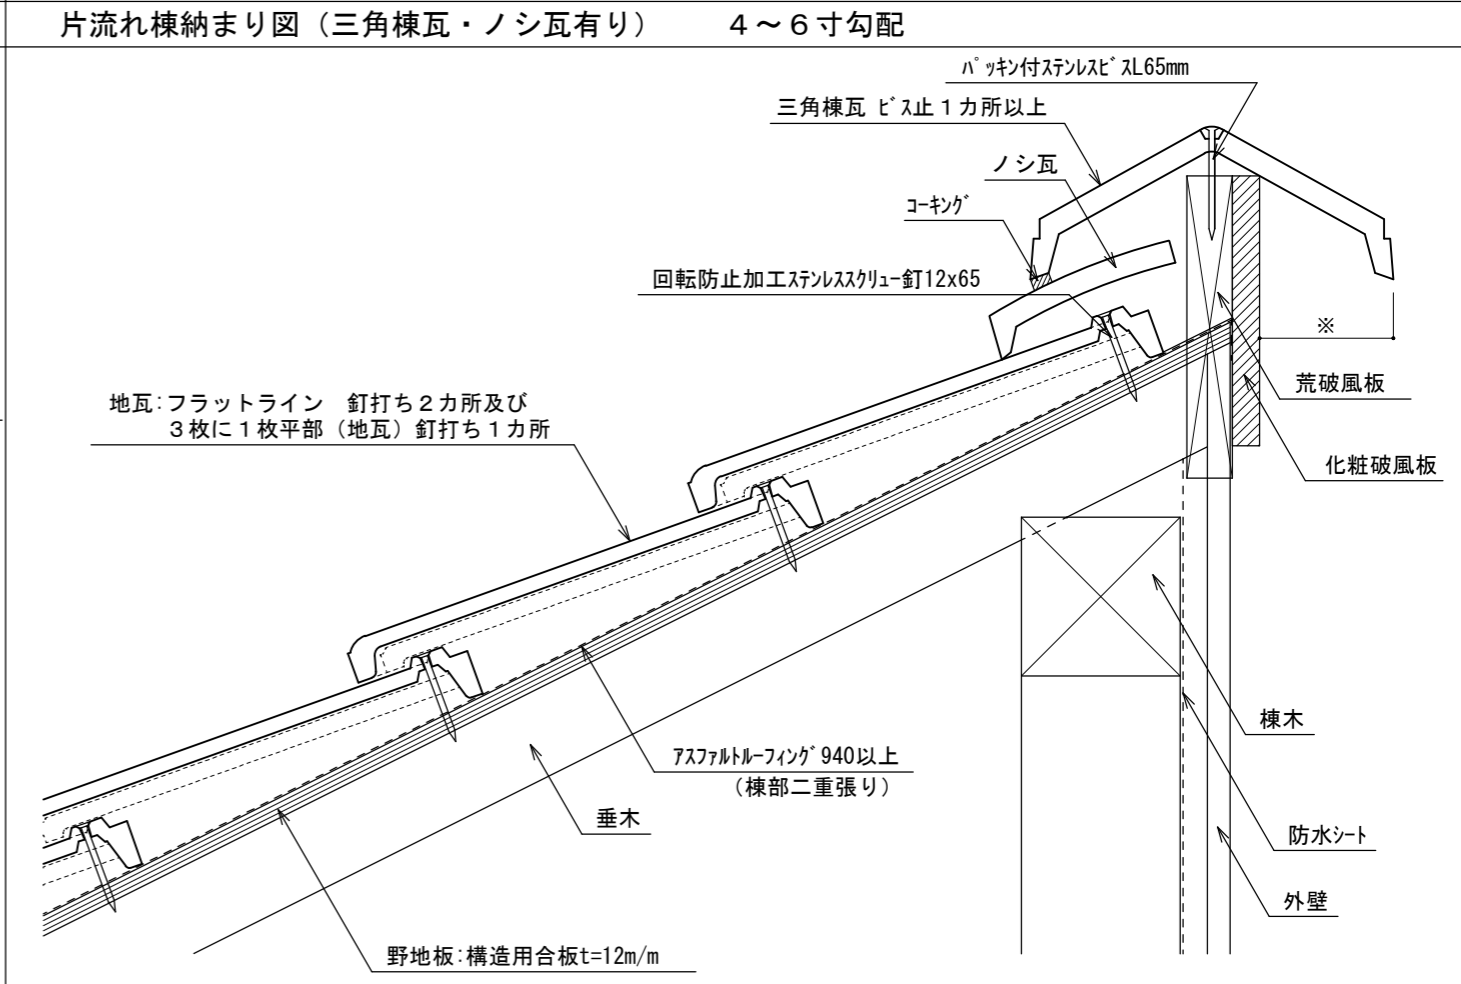 片流れ棟納まり図（三角棟瓦・ノシ瓦有り）　　４～６寸勾配
ﾊﾟｯｷﾝ付ｽﾃﾝﾚｽﾋﾞｽL65mm
三角棟瓦 ﾋﾞｽ止１カ所以上
ノシ瓦
ｺｰｷﾝｸﾞ
回転防止加工ｽﾃﾝﾚｽｽｸﾘｭｰ釘12x65
※
荒破風板
地瓦:フラットライン　釘打ち２カ所及び
３枚に１枚平部（地瓦）釘打ち１カ所
化粧破風板
棟木
ｱｽﾌｧﾙﾄﾙｰﾌｨﾝｸﾞ940以上
（棟部二重張り）
垂木
防水ｼｰﾄ
外壁
野地板:構造用合板t=12m/m